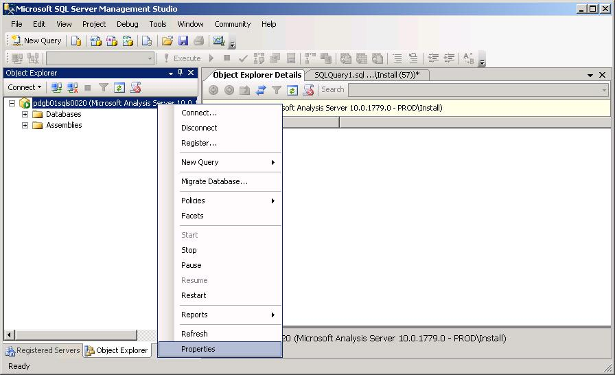 Microsoft SQL Server Management Studio
File Edit View Project Debug Tools Window Community Help
New Query
Execute
Object Explorer
Object Explorer Details
SQLQuery1.sql ...\Install (57))*
Connect
Search
pdgb01sqls0020 (Microsoft Analysis Server 10.0
soft Analysis Server 10.0.1779.0 - PROD\Install)
Databases
Assemblies
Connect...
Disconnect
Register...
New Query
Migrate Database...
Policies
Facets
Start
Stop
Pause
Resume
Restart
Reports
Refresh
Properties
20 (Microsoft Analysis Server 10.0.1779.0 - PROD\Install)
Registered Servers
Object Explorer
Ready